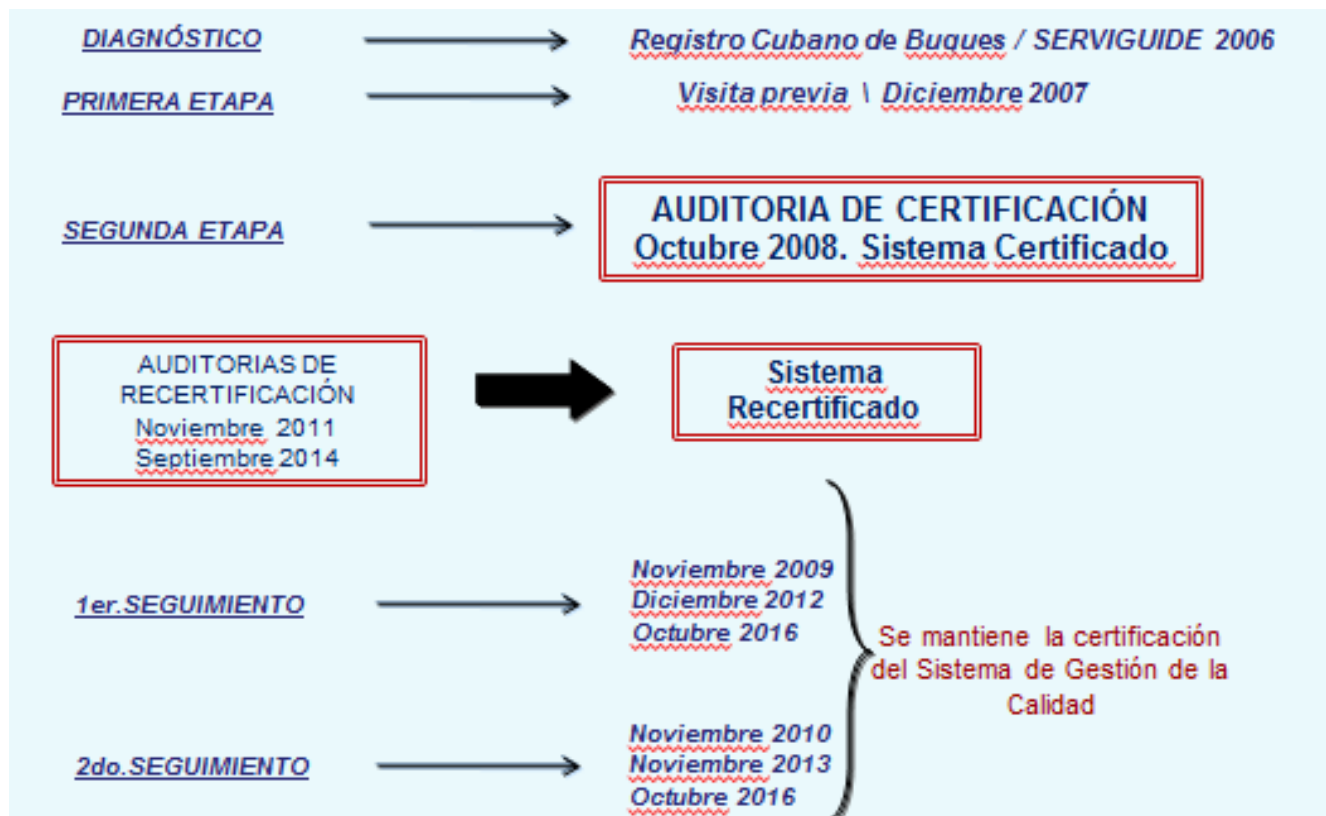 DIAGNÓSTICO
Registro Cubano de Buques / SERVIGUIDE 2006
PRIMERA ETAPA
Visita previa \ Diciembre 2007
SEGUNDA ETAPA
AUDITORIA DE CERTIFICACIÓN
Octubre 2008. Sistema Certificado
AUDITORIAS DE
RECERTIFICACIÓN
Noviembre 2011
Septiembre 2014
Sistema
Recertificado
1er.SEGUIMIENTO
Noviembre 2009
Diciembre 2012
Octubre 2016
2do.SEGUIMIENTO
Noviembre 2010
Noviembre 2013
Octubre 2016
Se mantiene la certificación
del Sistema de Gestión de la
Calidad